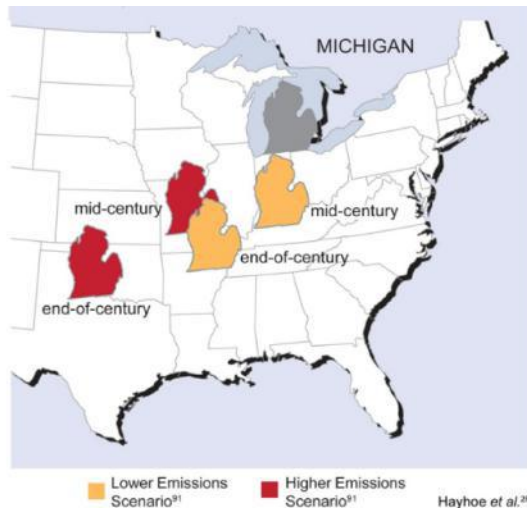 MICHIGAN
mid-century
mid-century
end-of-century
end-of-century
Lower Emissions
Scenario⁹¹
Higher Emissions
Scenario⁹¹
Hayhoe et al.